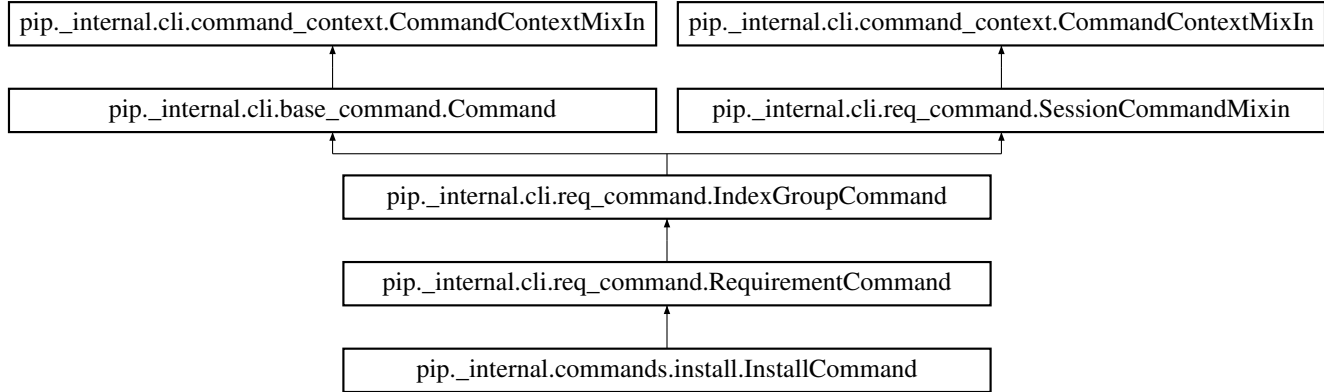 pip._internal.cli.command_context.CommandContextMixIn pip._internal.cli.command_context.CommandContextMixIn
pip._internal.cli.base_command.Command pip._internal.cli.req_command.SessionCommandMixin
pip._internal.cli.req_command.IndexGroupCommand
pip._internal.cli.req_command.RequirementCommand
pip._internal.commands.install.InstallCommand